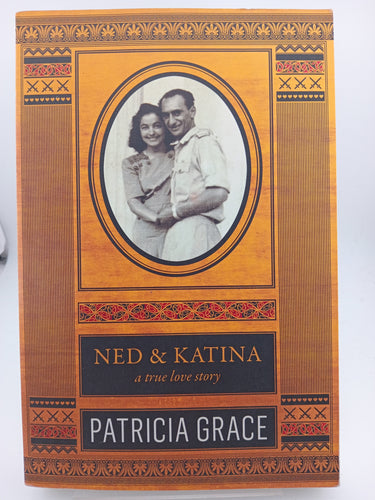 NED & KATINA
a true love story
PATRICIA GRACE